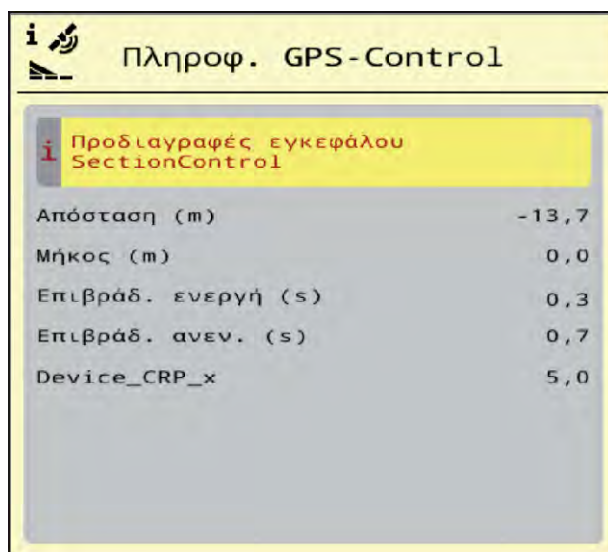 Πληροφ. GPS-Control
i Προδιαγραφές εγκεφάλου
SectionControl
Απόσταση (m) -13,7
Μήκος (m) 0,0
Επιβράδ. ενεργή (s) 0,3
Επιβράδ. ανεν. (s) 0,7
Device_CRP_x 5,0